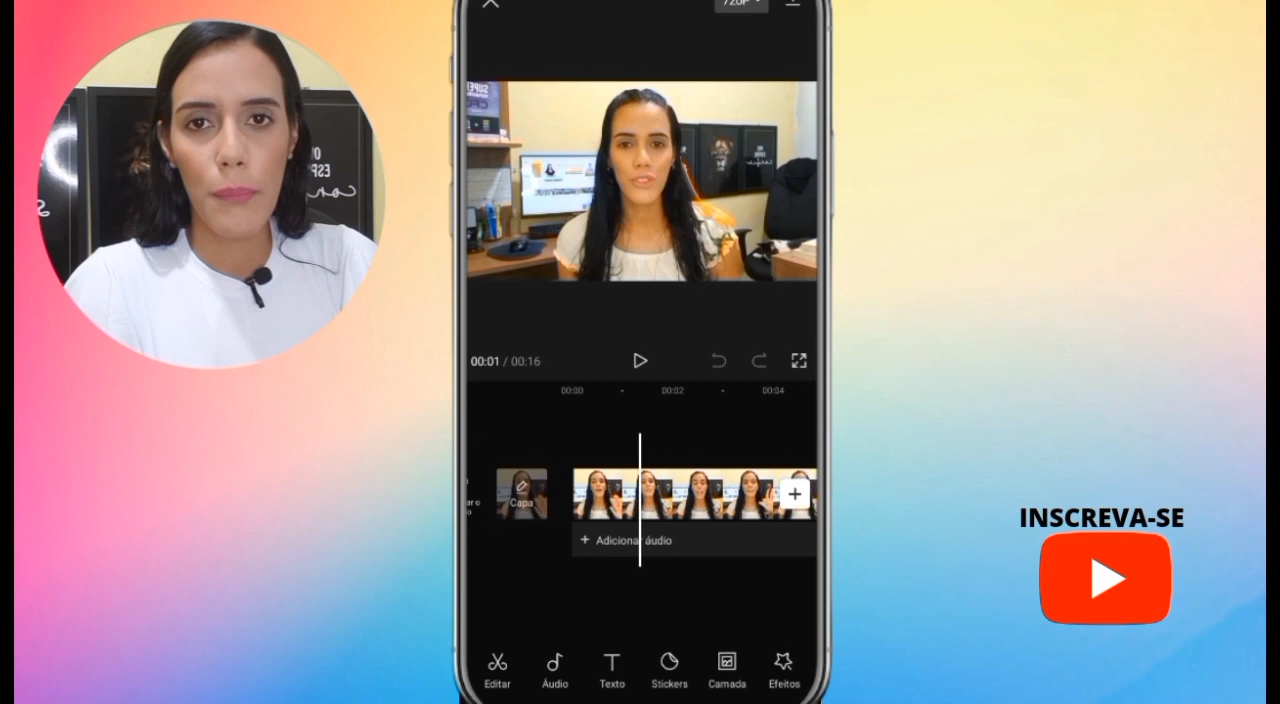 720P
SUPER
00:01 / 00:16
00:00
00:02
00:04
Capa
+ Adicionar áudio
INSCREVA-SE
Editar
Áudio
Texto
Stickers
Camada
Efeitos